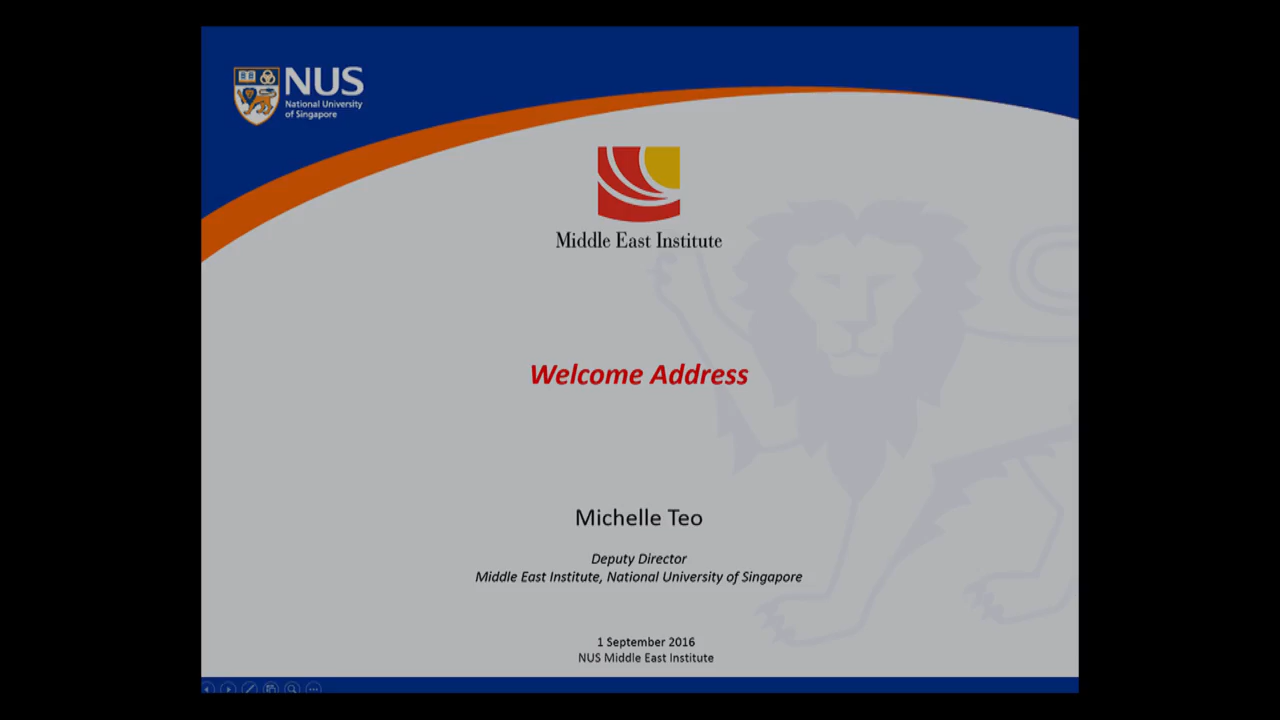 NUS
National University
of Singapore
Middle East Institute
Welcome Address
Michelle Teo
Deputy Director
Middle East Institute, National University of Singapore
1 September 2016
NUS Middle East Institute